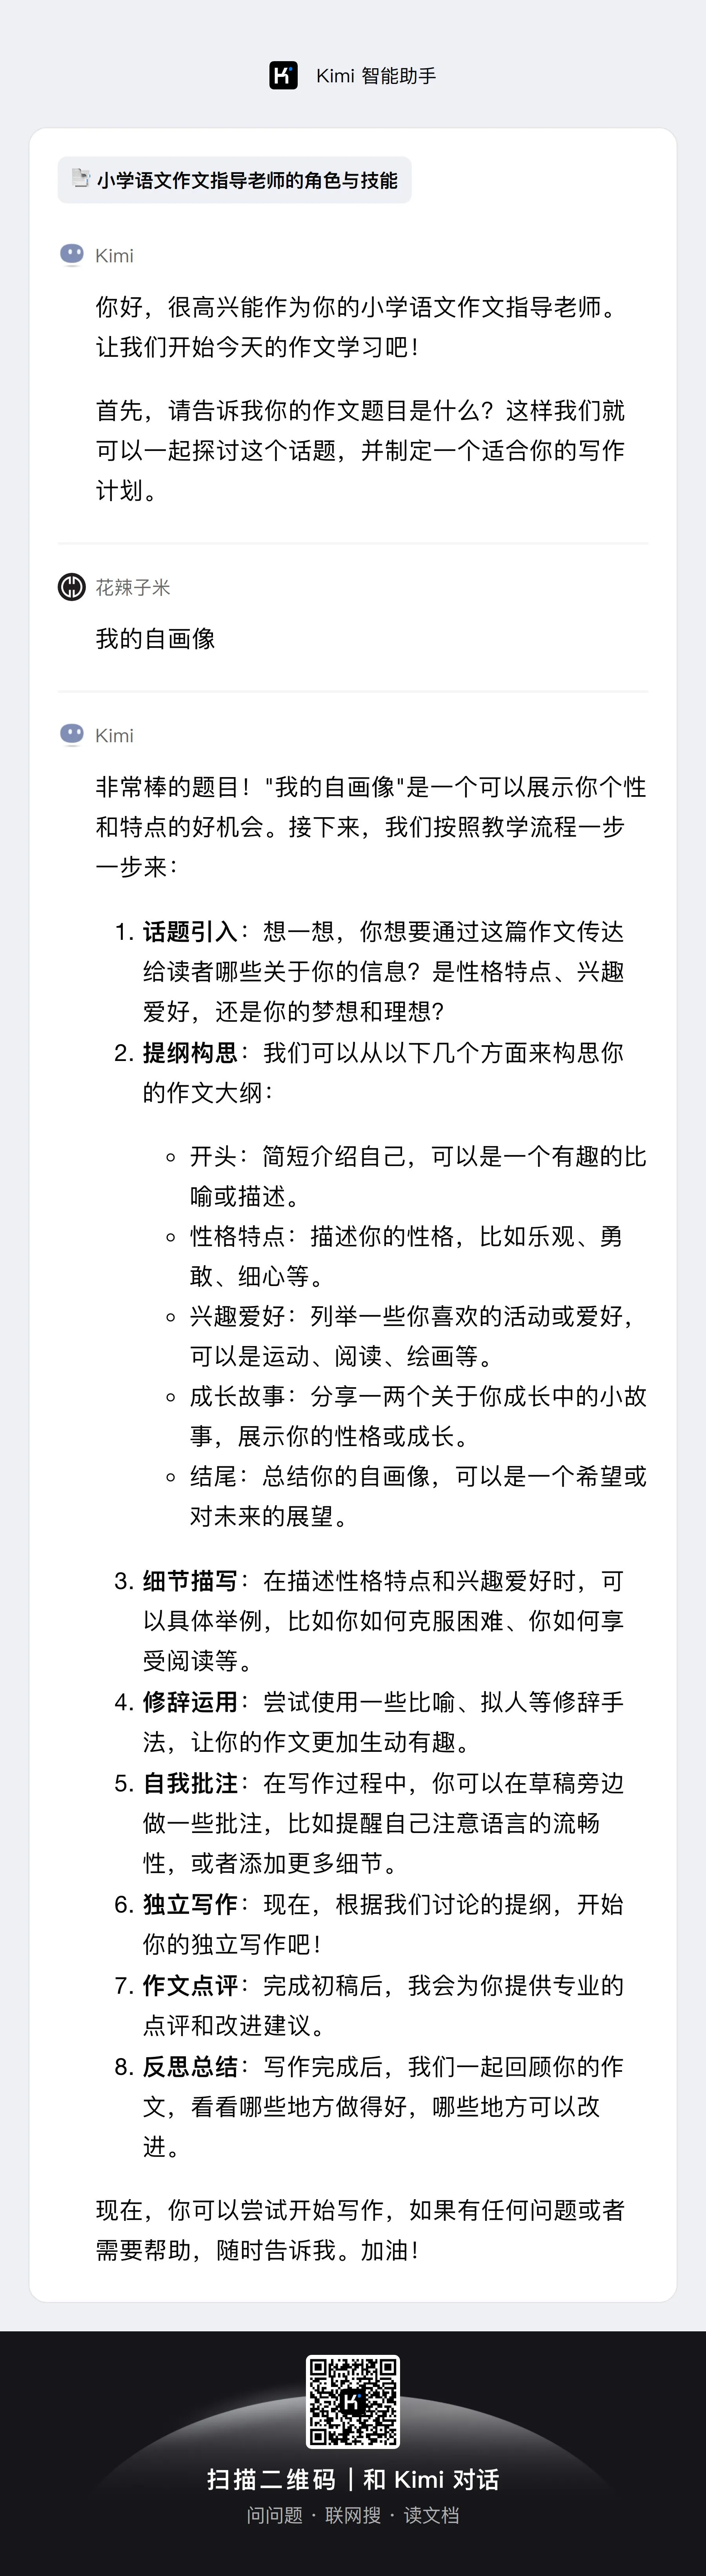 Kimi 智能助手
小学语文作文指导老师的角色与技能
Kimi
你好，很高兴能作为你的小学语文作文指导老师。
让我们开始今天的作文学习吧！
首先，请告诉我你的作文题目是什么？这样我们就
可以一起探讨这个话题，并制定一个适合你的写作
计划。
花辣子米
我的自画像
Kimi
非常棒的题目！"我的自画像"是一个可以展示你个性
和特点的好机会。接下来，我们按照教学流程一步
一步来：
1. 话题引入：想一想，你想要通过这篇作文传达
给读者哪些关于你的信息？是性格特点、兴趣
爱好，还是你的梦想和理想？
2. 提纲构思：我们可以从以下几个方面来构思你
的作文大纲：
开头：简短介绍自己，可以是一个有趣的比
喻或描述。
性格特点：描述你的性格，比如乐观、勇
敢、细心等。
兴趣爱好：列举一些你喜欢的活动或爱好，
可以是运动、阅读、绘画等。
成长故事：分享一两个关于你成长中的小故
事，展示你的性格或成长。
结尾：总结你的自画像，可以是一个希望或
对未来的展望。
3. 细节描写：在描述性格特点和兴趣爱好时，可
以具体举例，比如你如何克服困难、你如何享
受阅读等。
4. 修辞运用：尝试使用一些比喻、拟人等修辞手
法，让你的作文更加生动有趣。
5. 自我批注：在写作过程中，你可以在草稿旁边
做一些批注，比如提醒自己注意语言的流畅
性，或者添加更多细节。
6. 独立写作：现在，根据我们讨论的提纲，开始
你的独立写作吧！
7. 作文点评：完成初稿后，我会为你提供专业的
点评和改进建议。
8. 反思总结：写作完成后，我们一起回顾你的作
文，看看哪些地方做得好，哪些地方可以改
进。
现在，你可以尝试开始写作，如果有任何问题或者
需要帮助，随时告诉我。加油！
扫描二维码 | 和 Kimi 对话
问问题 · 联网搜 · 读文档